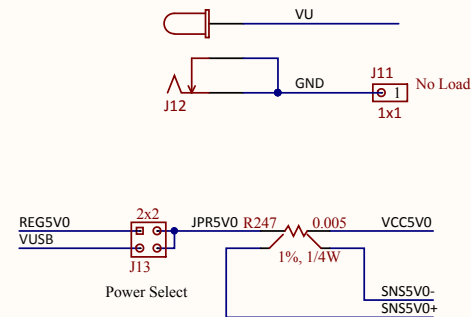 VU
GND
J11
No Load
1
J12
1x1
2x2
REG5V0
JPR5V0
R247
0.005
VCC5V0
VUSB
J13
1%, 1/4W
Power Select
SNS5V0-
SNS5V0+